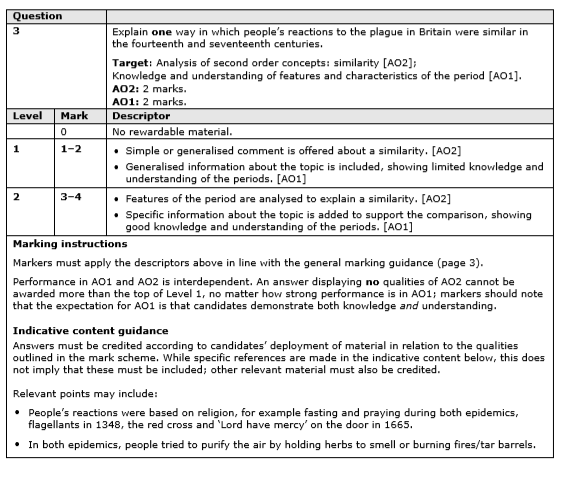 Question
3
Explain one way in which people's reactions to the plague in Britain were similar in
the fourteenth and seventeenth centuries.
Target: Analysis of second order concepts: similarity [AO2];
Knowledge and understanding of features and characteristics of the period [AO1].
AO2: 2 marks.
AO1: 2 marks.
Level Mark Descriptor
0 No rewardable material.
1 1–2 • Simple or generalised comment is offered about a similarity. [AO2]
• Generalised information about the topic is included, showing limited knowledge and
understanding of the periods. [AO1]
2 3–4 • Features of the period are analysed to explain a similarity. [AO2]
• Specific information about the topic is added to support the comparison, showing
good knowledge and understanding of the periods. [AO1]
Marking instructions
Markers must apply the descriptors above in line with the general marking guidance (page 3).
Performance in AO1 and AO2 is interdependent. An answer displaying no qualities of AO2 cannot be
awarded more than the top of Level 1, no matter how strong performance is in AO1; markers should note
that the expectation for AO1 is that candidates demonstrate both knowledge and understanding.
Indicative content guidance
Answers must be credited according to candidates' deployment of material in relation to the qualities
outlined in the mark scheme. While specific references are made in the indicative content below, this does
not imply that these must be included; other relevant material must also be credited.
Relevant points may include:
• People's reactions were based on religion, for example fasting and praying during both epidemics,
flagellants in 1348, the red cross and 'Lord have mercy' on the door in 1665.
• In both epidemics, people tried to purify the air by holding herbs to smell or burning fires/tar barrels.